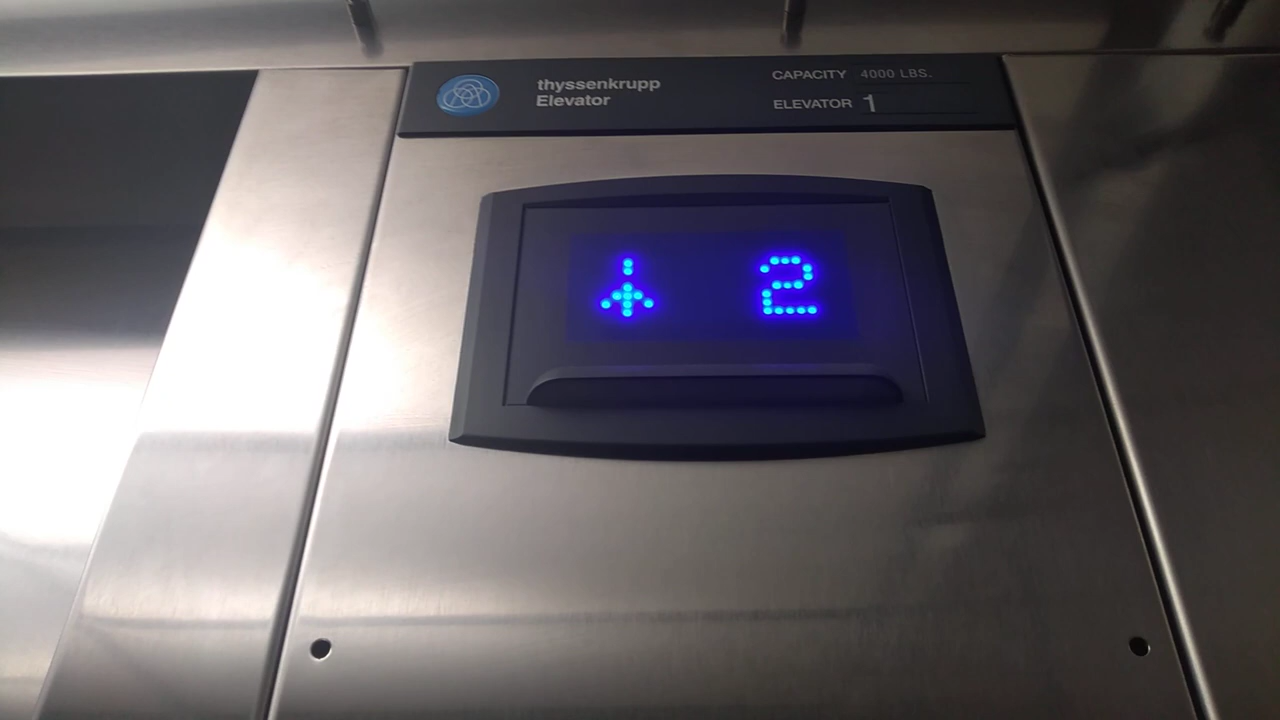 thyssenkrupp
Elevator
CAPACITY 4000 LBS.
ELEVATOR 1
2